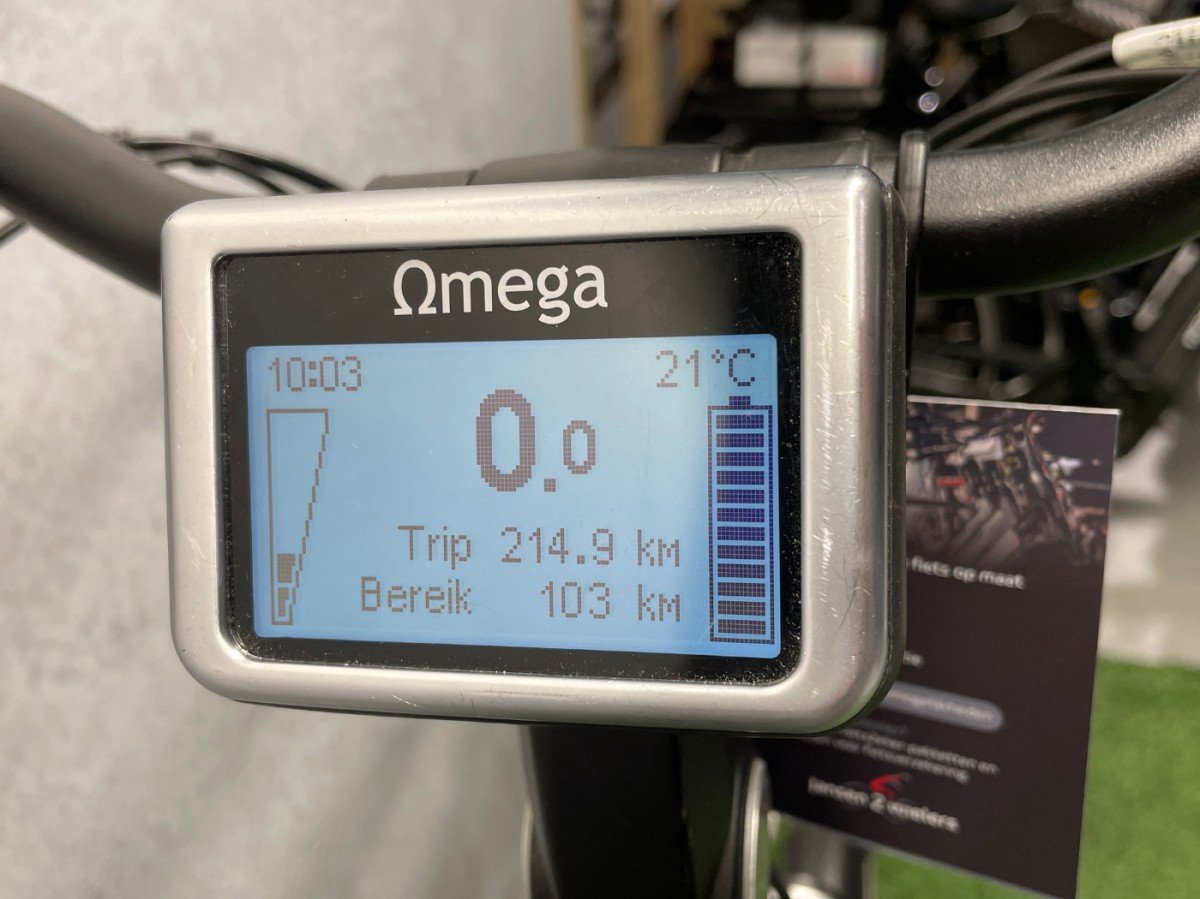 Ωmega
10:03
21°C
0.0
Trip 214.9 km
Bereik 103 km
fiets op maat
Jansen 2 wielers